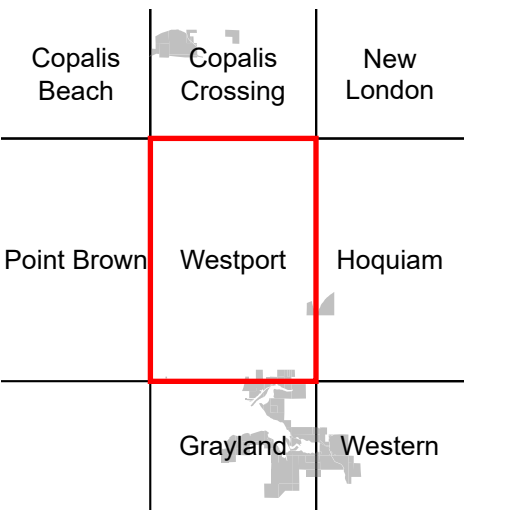 Copalis
Beach
Copalis
Crossing
New
London
Point Brown
Westport
Hoquiam
Grayland
Western